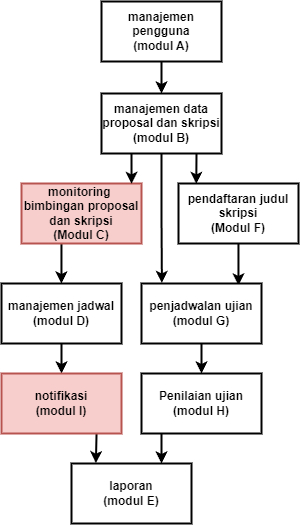 manajemen
pengguna
(modul A)
manajemen data
proposal dan skripsi
(modul B)
monitoring
bimbingan proposal
dan skripsi
(Modul C)
pendaftaran judul
skripsi
(Modul F)
manajemen jadwal
(modul D)
penjadwalan ujian
(modul G)
notifikasi
(modul I)
Penilaian ujian
(modul H)
laporan
(modul E)